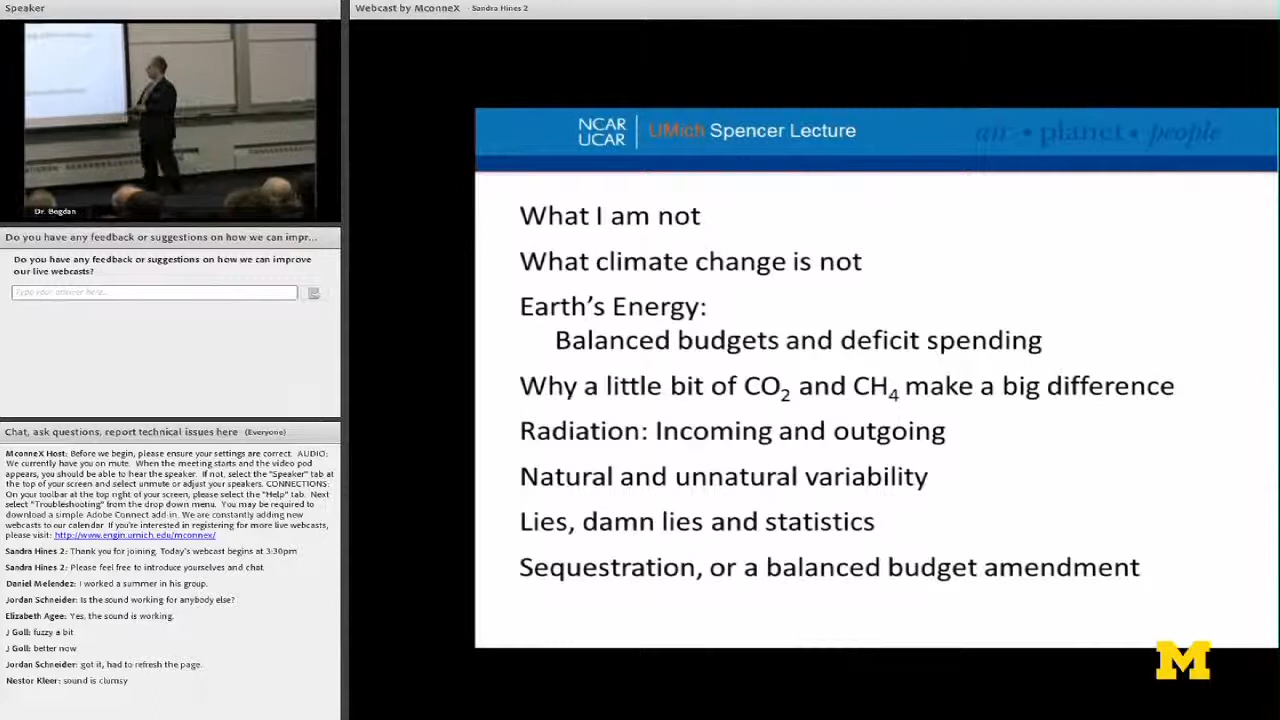 Speaker
Webcast by MconneX - Sandra Hines 2
Dr. Bogdan
Do you have any feedback or suggestions on how we can impr...
Do you have any feedback or suggestions on how we can improve
our live webcasts?
Type your answer here...
Chat, ask questions, report technical issues here (Everyone)
MconneX Host: Before we begin, please ensure your settings are correct. AUDIO:
We currently have you on mute. When the meeting starts and the video pod
appears, you should be able to hear the speaker. If not, select the "Speaker" tab at
the top of your screen and select unmute or adjust your speakers. CONNECTIONS:
On your toolbar at the top right of your screen, please select the "Help" tab. Next
select "Troubleshooting" from the drop down menu. You may be required to
download a simple Adobe Connect add-in. We are constantly adding new
webcasts to our calendar. If you're interested in registering for more live webcasts,
please visit: http://www.engin.umich.edu/mconnex/
Sandra Hines 2: Thank you for joining. Today's webcast begins at 3:30pm
Sandra Hines 2: Please feel free to introduce yourselves and chat.
Daniel Melendez: I worked a summer in his group.
Jordan Schneider: Is the sound working for anybody else?
Elizabeth Agee: Yes, the sound is working.
J Goll: fuzzy a bit
J Goll: better now
Jordan Schneider: got it, had to refresh the page.
Nestor Kleer: sound is clumsy
NCAR
UCAR
UMich Spencer Lecture
air • planet • people
What I am not
What climate change is not
Earth's Energy:
Balanced budgets and deficit spending
Why a little bit of CO₂ and CH₄ make a big difference
Radiation: Incoming and outgoing
Natural and unnatural variability
Lies, damn lies and statistics
Sequestration, or a balanced budget amendment
M